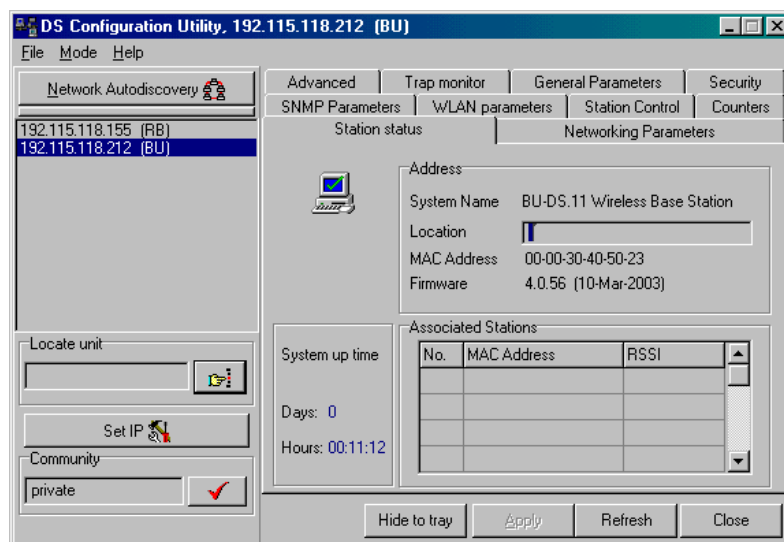 DS Configuration Utility, 192.115.118.212 (BU)
File Mode Help
Network Autodiscovery
192.115.118.155 (RB)
192.115.118.212 (BU)
Locate unit
Set IP
Community
private
Advanced Trap monitor General Parameters Security
SNMP Parameters WLAN parameters Station Control Counters
Station status Networking Parameters
Address
System Name BU-DS.11 Wireless Base Station
Location
MAC Address 00-00-30-40-50-23
Firmware 4.0.56 (10-Mar-2003)
System up time
Days: 0
Hours: 00:11:12
Associated Stations
No. MAC Address RSSI
Hide to tray Apply Refresh Close